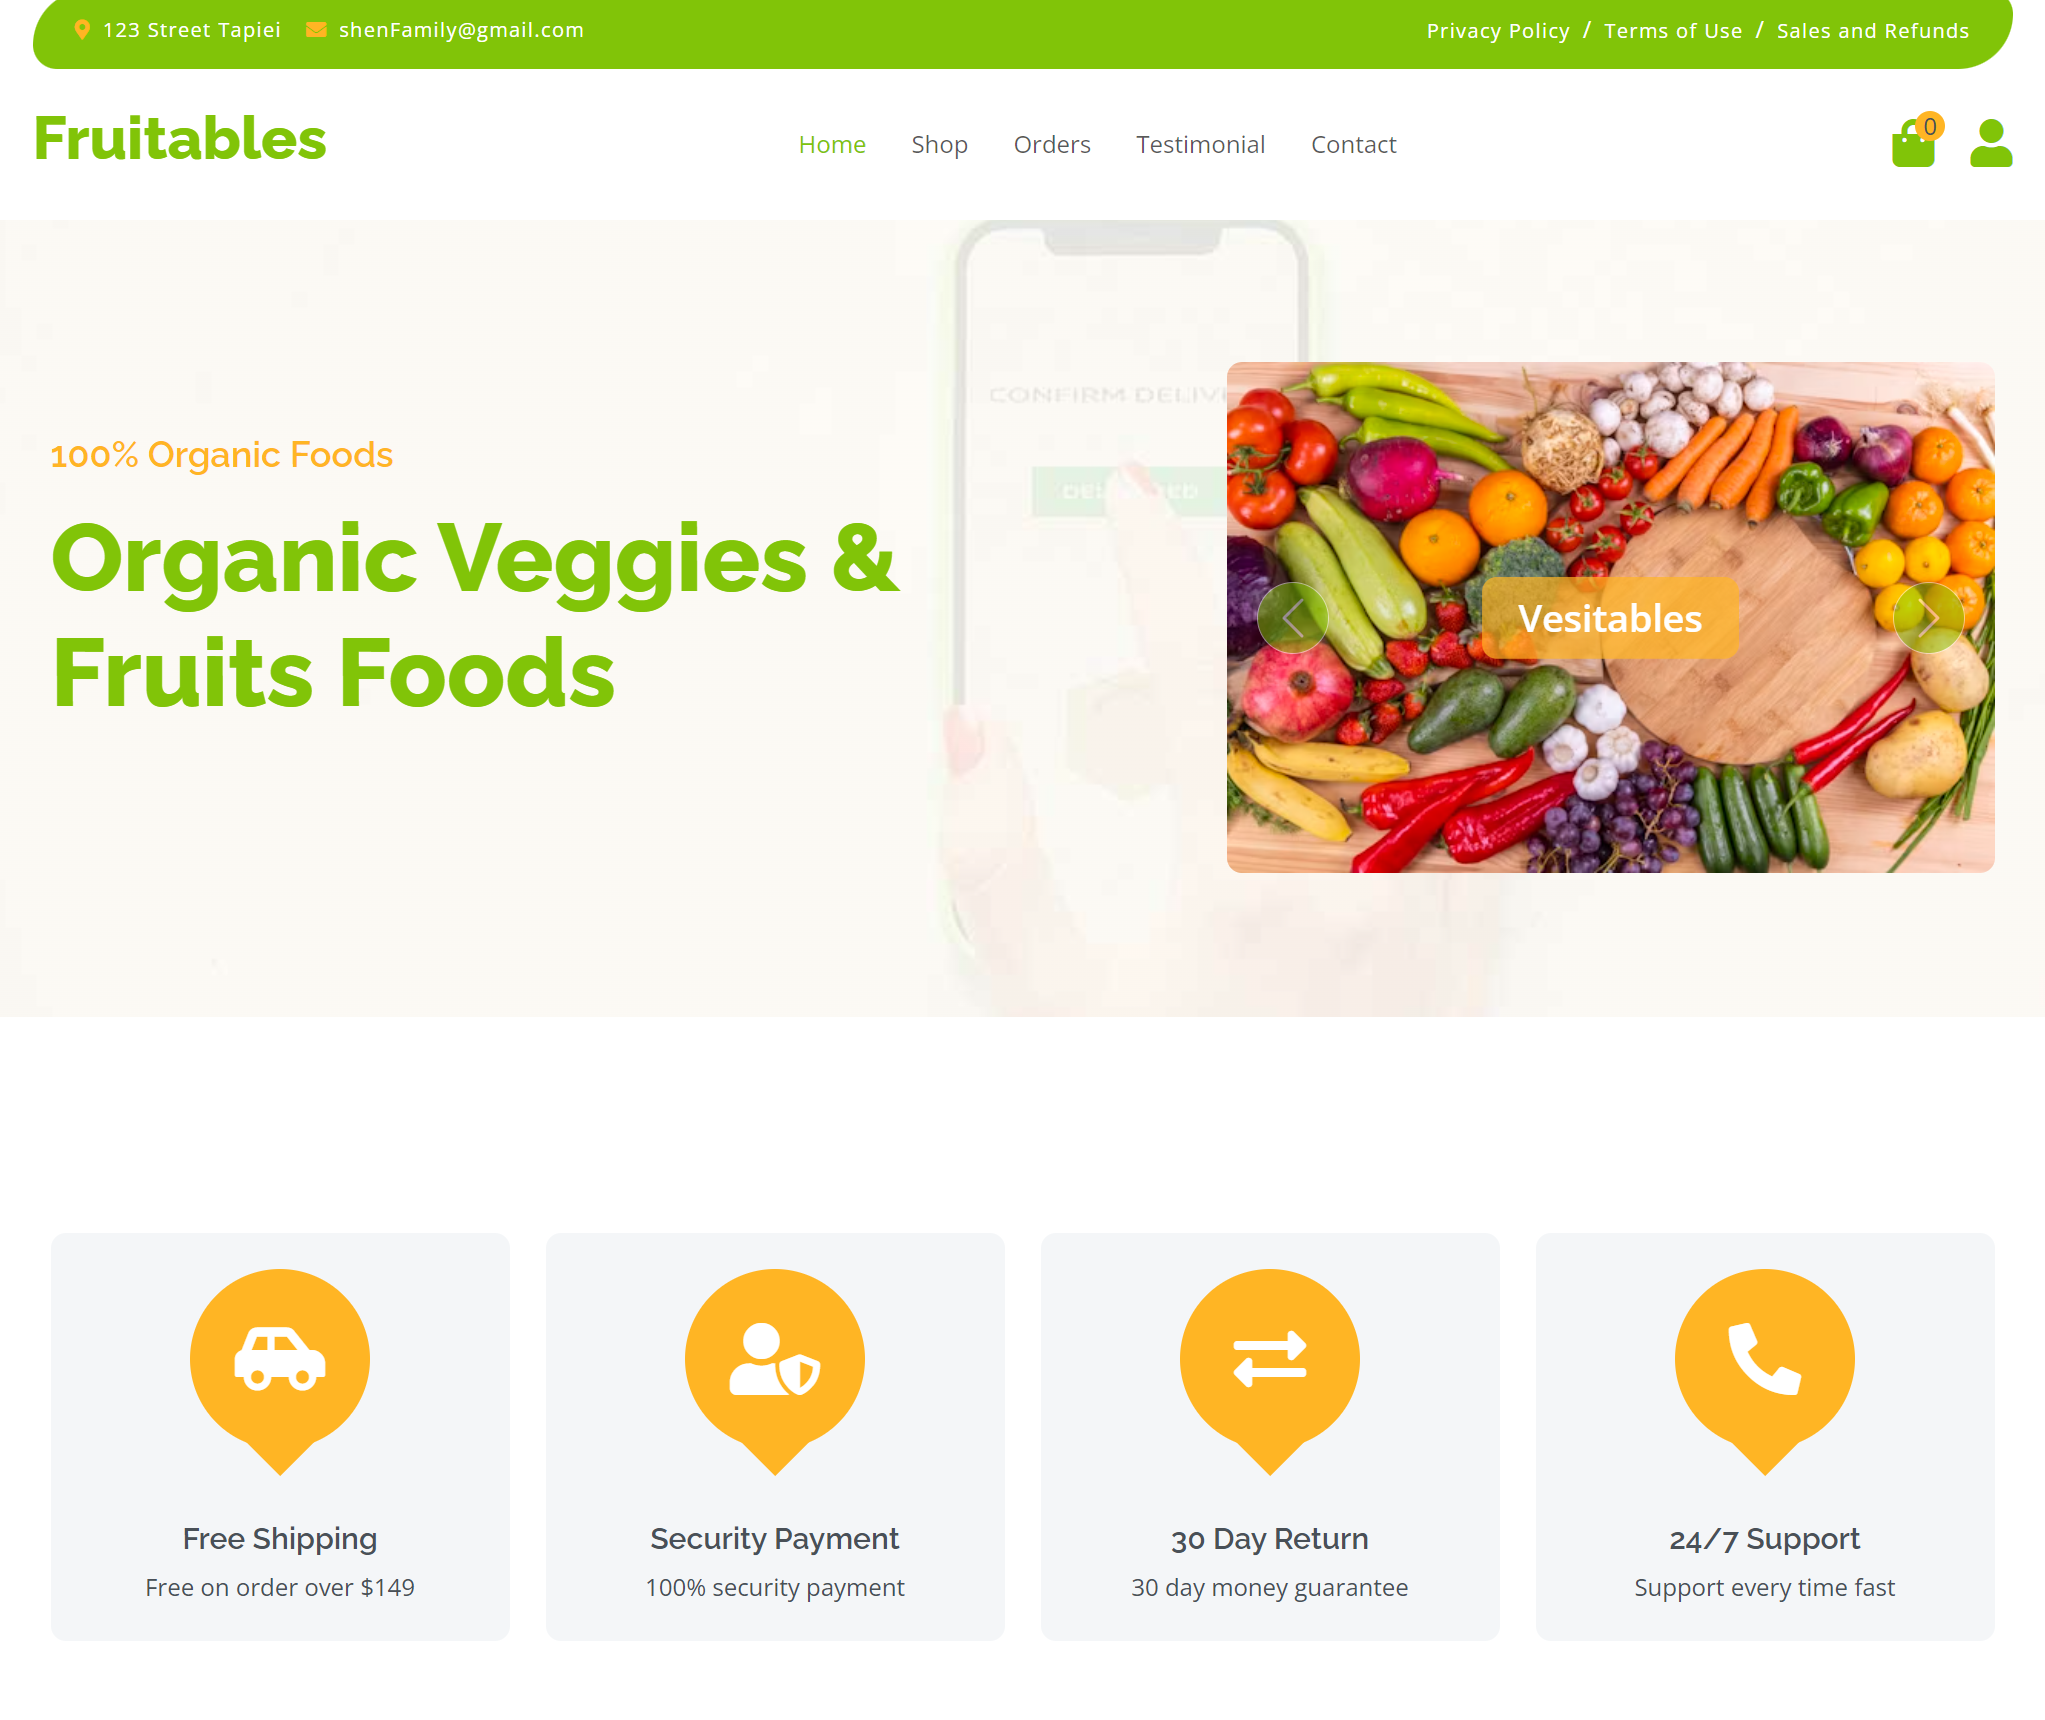 123 Street Tapiei shenFamily@gmail.com Privacy Policy / Terms of Use / Sales and Refunds
Fruitables Home Shop Orders Testimonial Contact 0
CONFIRM
100% Organic Foods
Organic Veggies &
Fruits Foods
Vesitables
Free Shipping
Free on order over $149
Security Payment
100% security payment
30 Day Return
30 day money guarantee
24/7 Support
Support every time fast